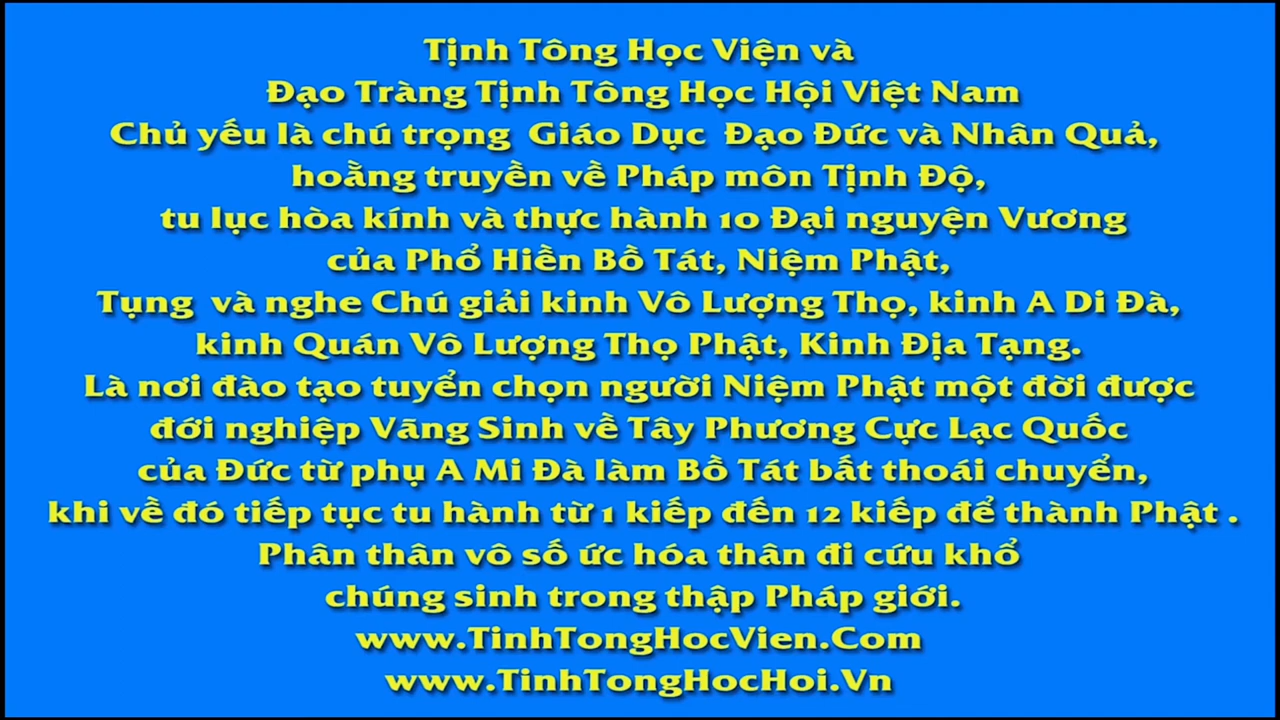 Tịnh Tông Học Viện và
Đạo Tràng Tịnh Tông Học Hội Việt Nam
Chủ yếu là chú trọng  Giáo Dục  Đạo Đức và Nhân Quả,
hoằng truyền về Pháp môn Tịnh Độ,
tu lục hòa kính và thực hành 10 Đại nguyện Vương
của Phổ Hiền Bồ Tát, Niệm Phật,
Tụng  và nghe Chú giải kinh Vô Lượng Thọ, kinh A Di Đà,
kinh Quán Vô Lượng Thọ Phật, Kinh Địa Tạng.
Là nơi đào tạo tuyển chọn người Niệm Phật một đời được
đới nghiệp Vãng Sinh về Tây Phương Cực Lạc Quốc
của Đức từ phụ A Mi Đà làm Bồ Tát bất thoái chuyển,
khi về đó tiếp tục tu hành từ 1 kiếp đến 12 kiếp để thành Phật .
Phân thân vô số ức hóa thân đi cứu khổ
chúng sinh trong thập Pháp giới.
www.TinhTongHocVien.Com
www.TinhTongHocHoi.Vn